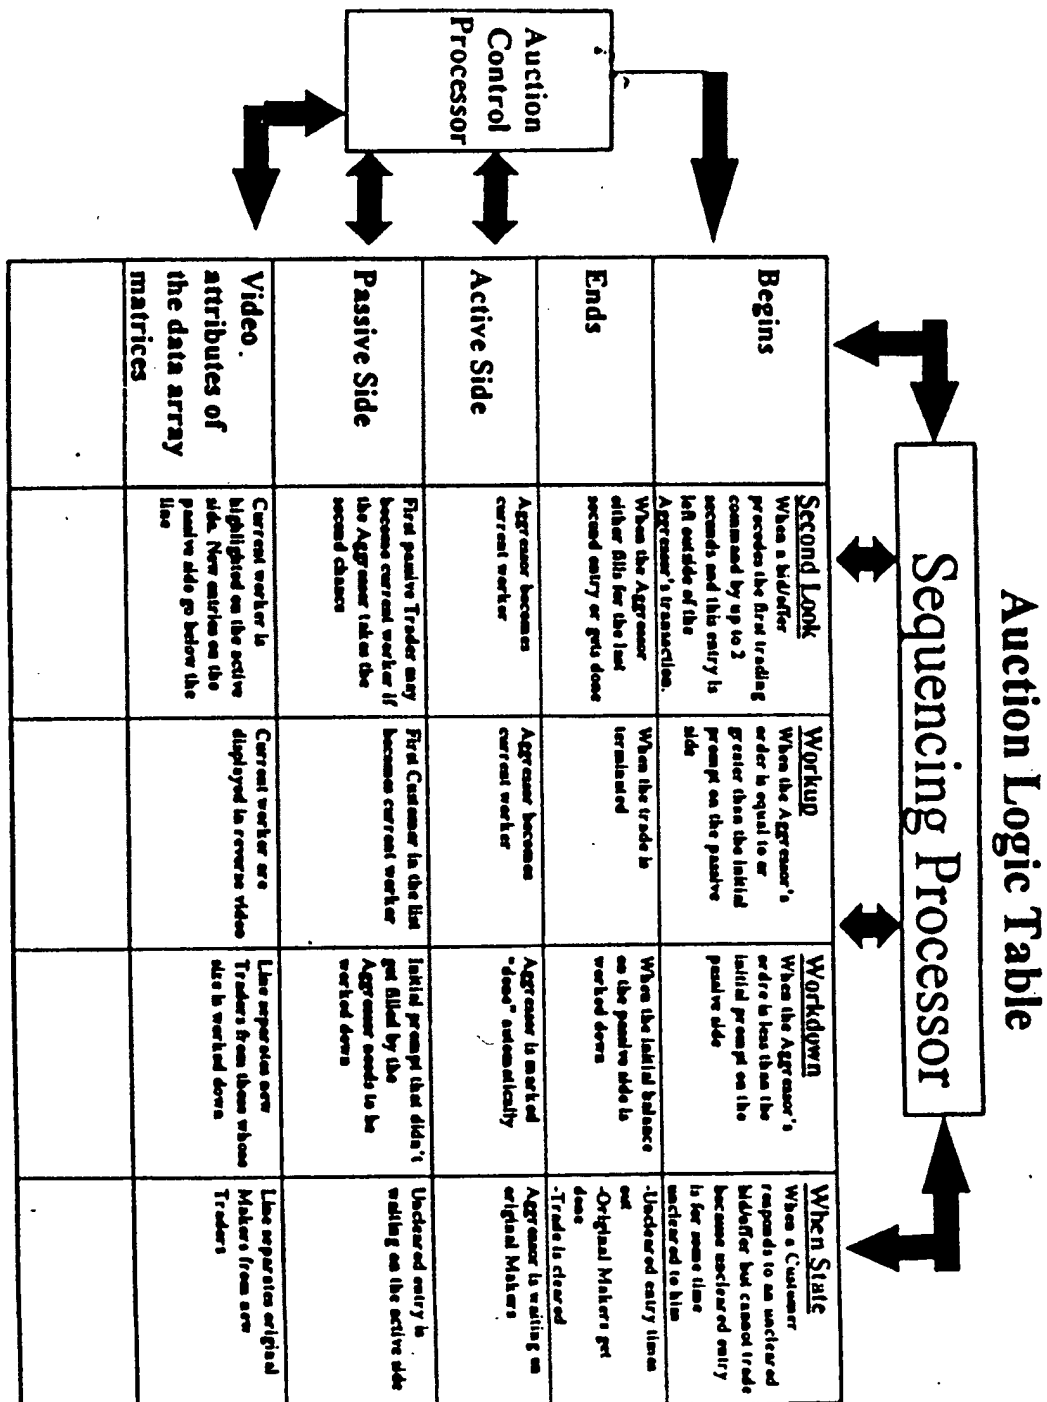 Auction Logic Table
Sequencing Processor
Auction
Control
Processor
Second Look
Workup
Workdown
When State
Begins
When a bid/offer
precedes the first trading
command by up to 2
seconds and this entry is
left outside of the
Aggressor's transaction.
When the Aggressor's
order is equal to or
greater than the initial
prompt on the passive
side
When the Aggressor's
ordre is less than the
initial prompt on the
passive side
When a Customer
responds to an uncleared
bid/offer but cannot trade
because uncleared entry
is for some time
uncleared to him
Ends
When the Aggressor
either fills for the last
second entry or gets done
When the trade is
terminated
When the initial balance
on the passive side is
worked down
-Uncleared entry times
out
-Original Makers get
done
-Trade is cleared
Active Side
Aggressor becomes
current worker
Aggressor becomes
current worker
Aggressor is marked
"done" automatically
Aggressor is waiting on
original Makers
Passive Side
First passive Trader may
become current worker if
the Aggressor takes the
second chance
First Customer in the list
becomes current worker
Initial prompt that didn't
get filled by the
Aggressor needs to be
worked down
Uncleared entry is
waiting on the active side
Video.
attributes of
the data array
matrices
Current worker is
highlighted on the active
side. New entries on the
passive side go below the
line
Current worker are
displayed in reverse video
Line separates new
Traders from those whose
size is worked down
Line separates original
Makers from new
Traders